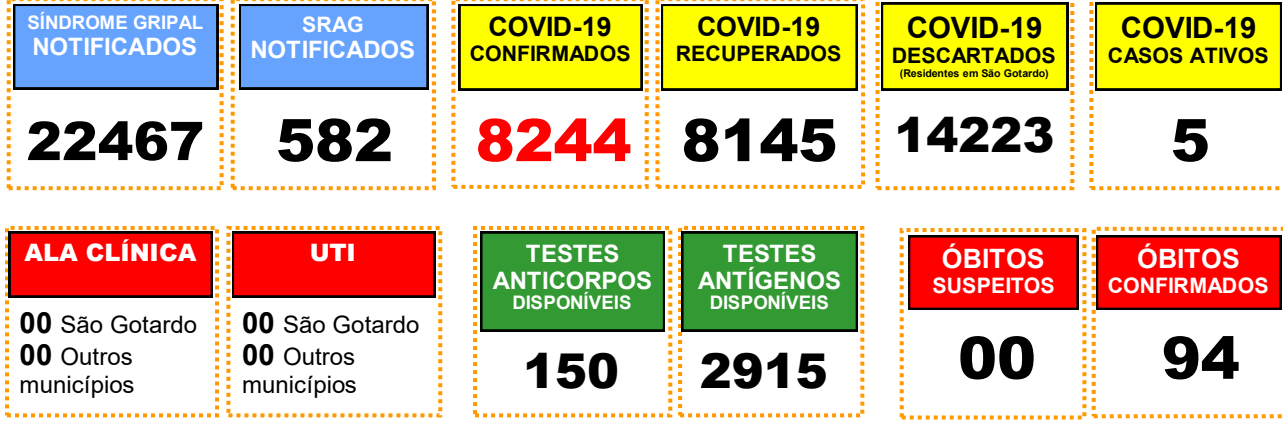 SÍNDROME GRIPAL
NOTIFICADOS
22467
SRAG
NOTIFICADOS
582
COVID-19
CONFIRMADOS
8244
COVID-19
RECUPERADOS
8145
COVID-19
DESCARTADOS
(Residentes em São Gotardo)
14223
COVID-19
CASOS ATIVOS
5
ALA CLÍNICA
00 São Gotardo
00 Outros
municípios
UTI
00 São Gotardo
00 Outros
municípios
TESTES
ANTICORPOS
DISPONÍVEIS
150
TESTES
ANTÍGENOS
DISPONÍVEIS
2915
ÓBITOS
SUSPEITOS
00
ÓBITOS
CONFIRMADOS
94